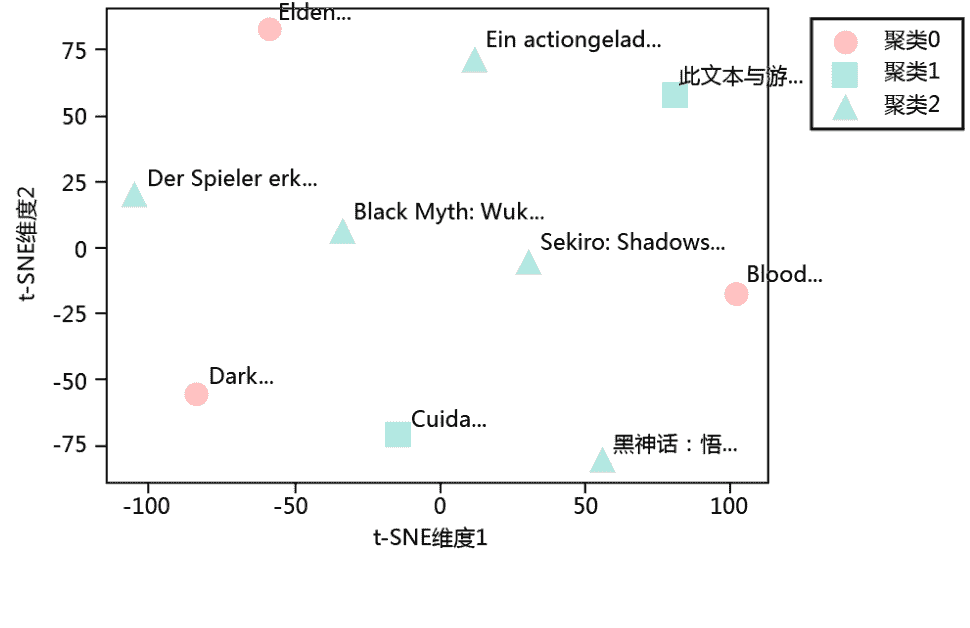 Elden...
Ein actiongelad...
此文本与游...
Der Spieler erk...
Black Myth: Wuk...
Sekiro: Shadows...
Blood...
Dark...
Cuida...
黑神话：悟...
聚类0
聚类1
聚类2
t-SNE维度2
75
50
25
0
-25
-50
-75
-100
-50
0
50
100
t-SNE维度1